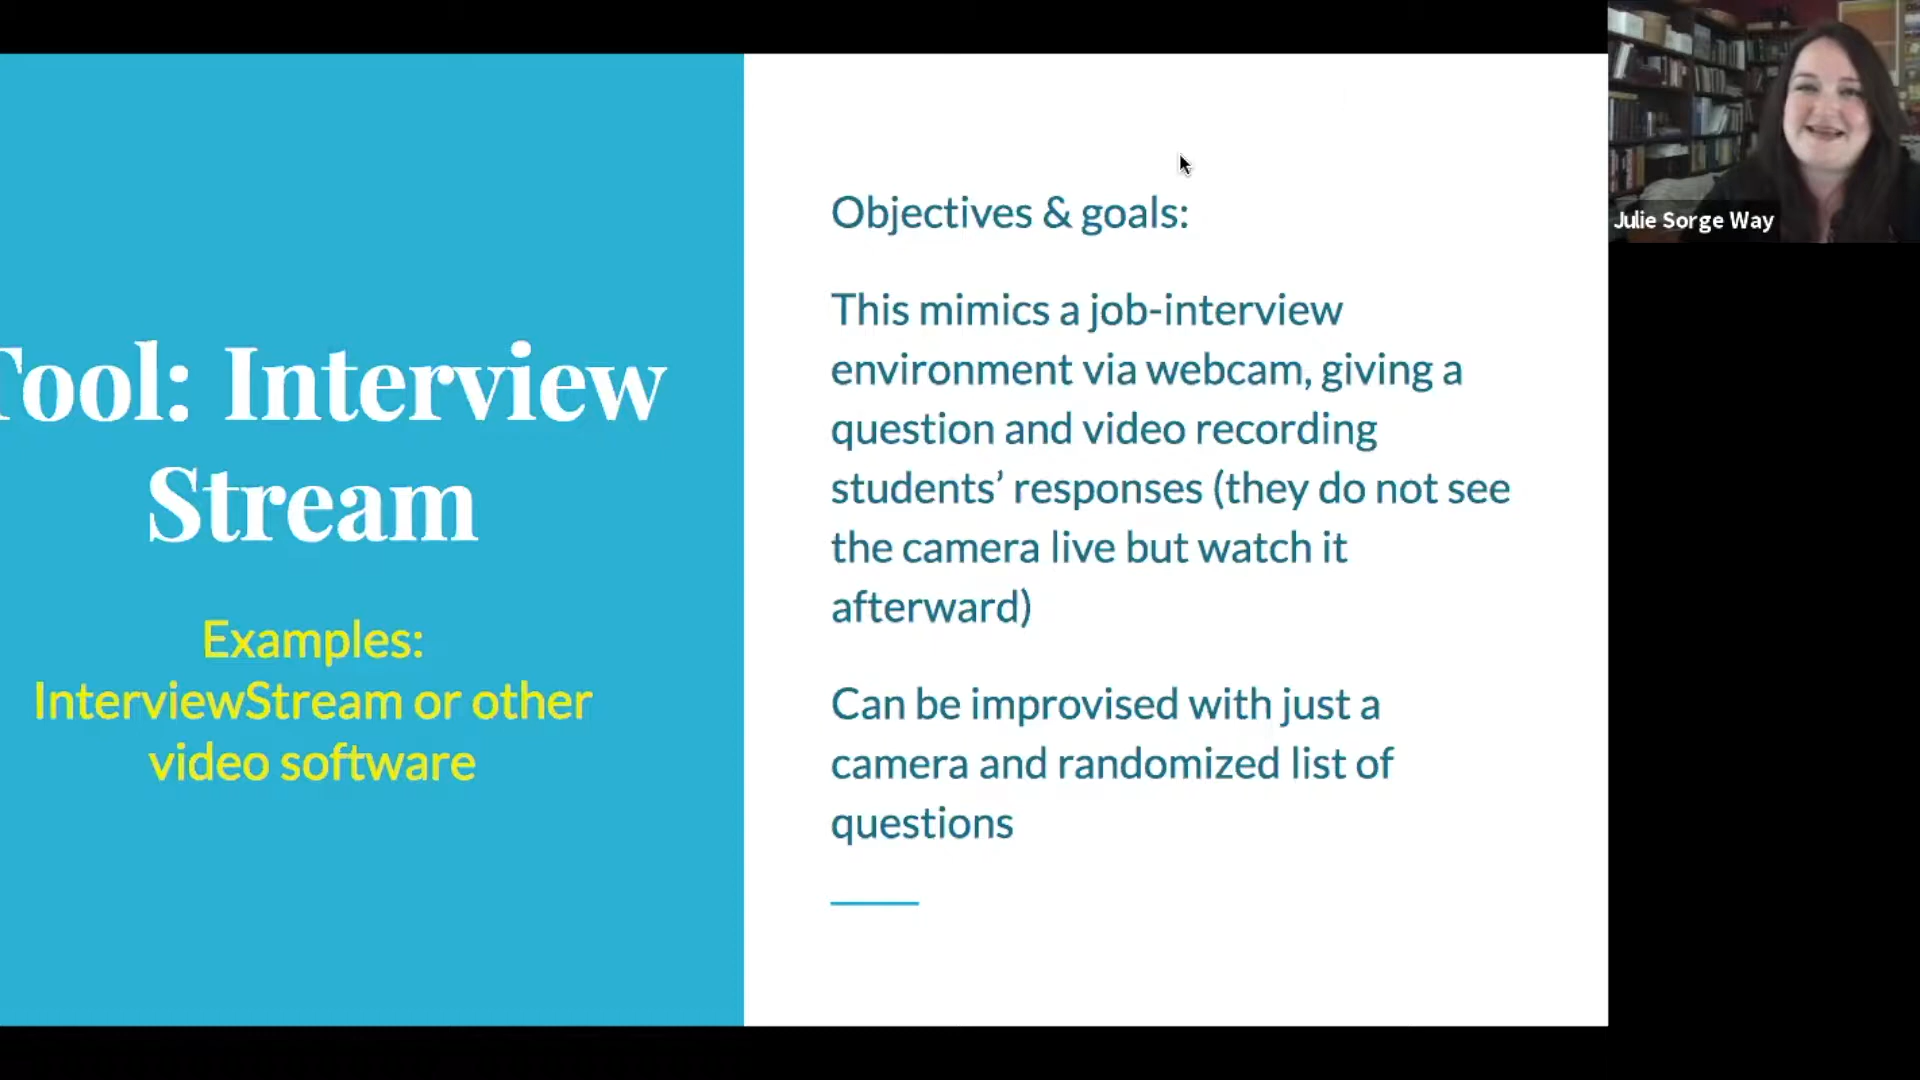 Tool: Interview
Stream
Examples:
InterviewStream or other
video software
Objectives & goals:
This mimics a job-interview
environment via webcam, giving a
question and video recording
students’ responses (they do not see
the camera live but watch it
afterward)
Can be improvised with just a
camera and randomized list of
questions
Julie Sorge Way